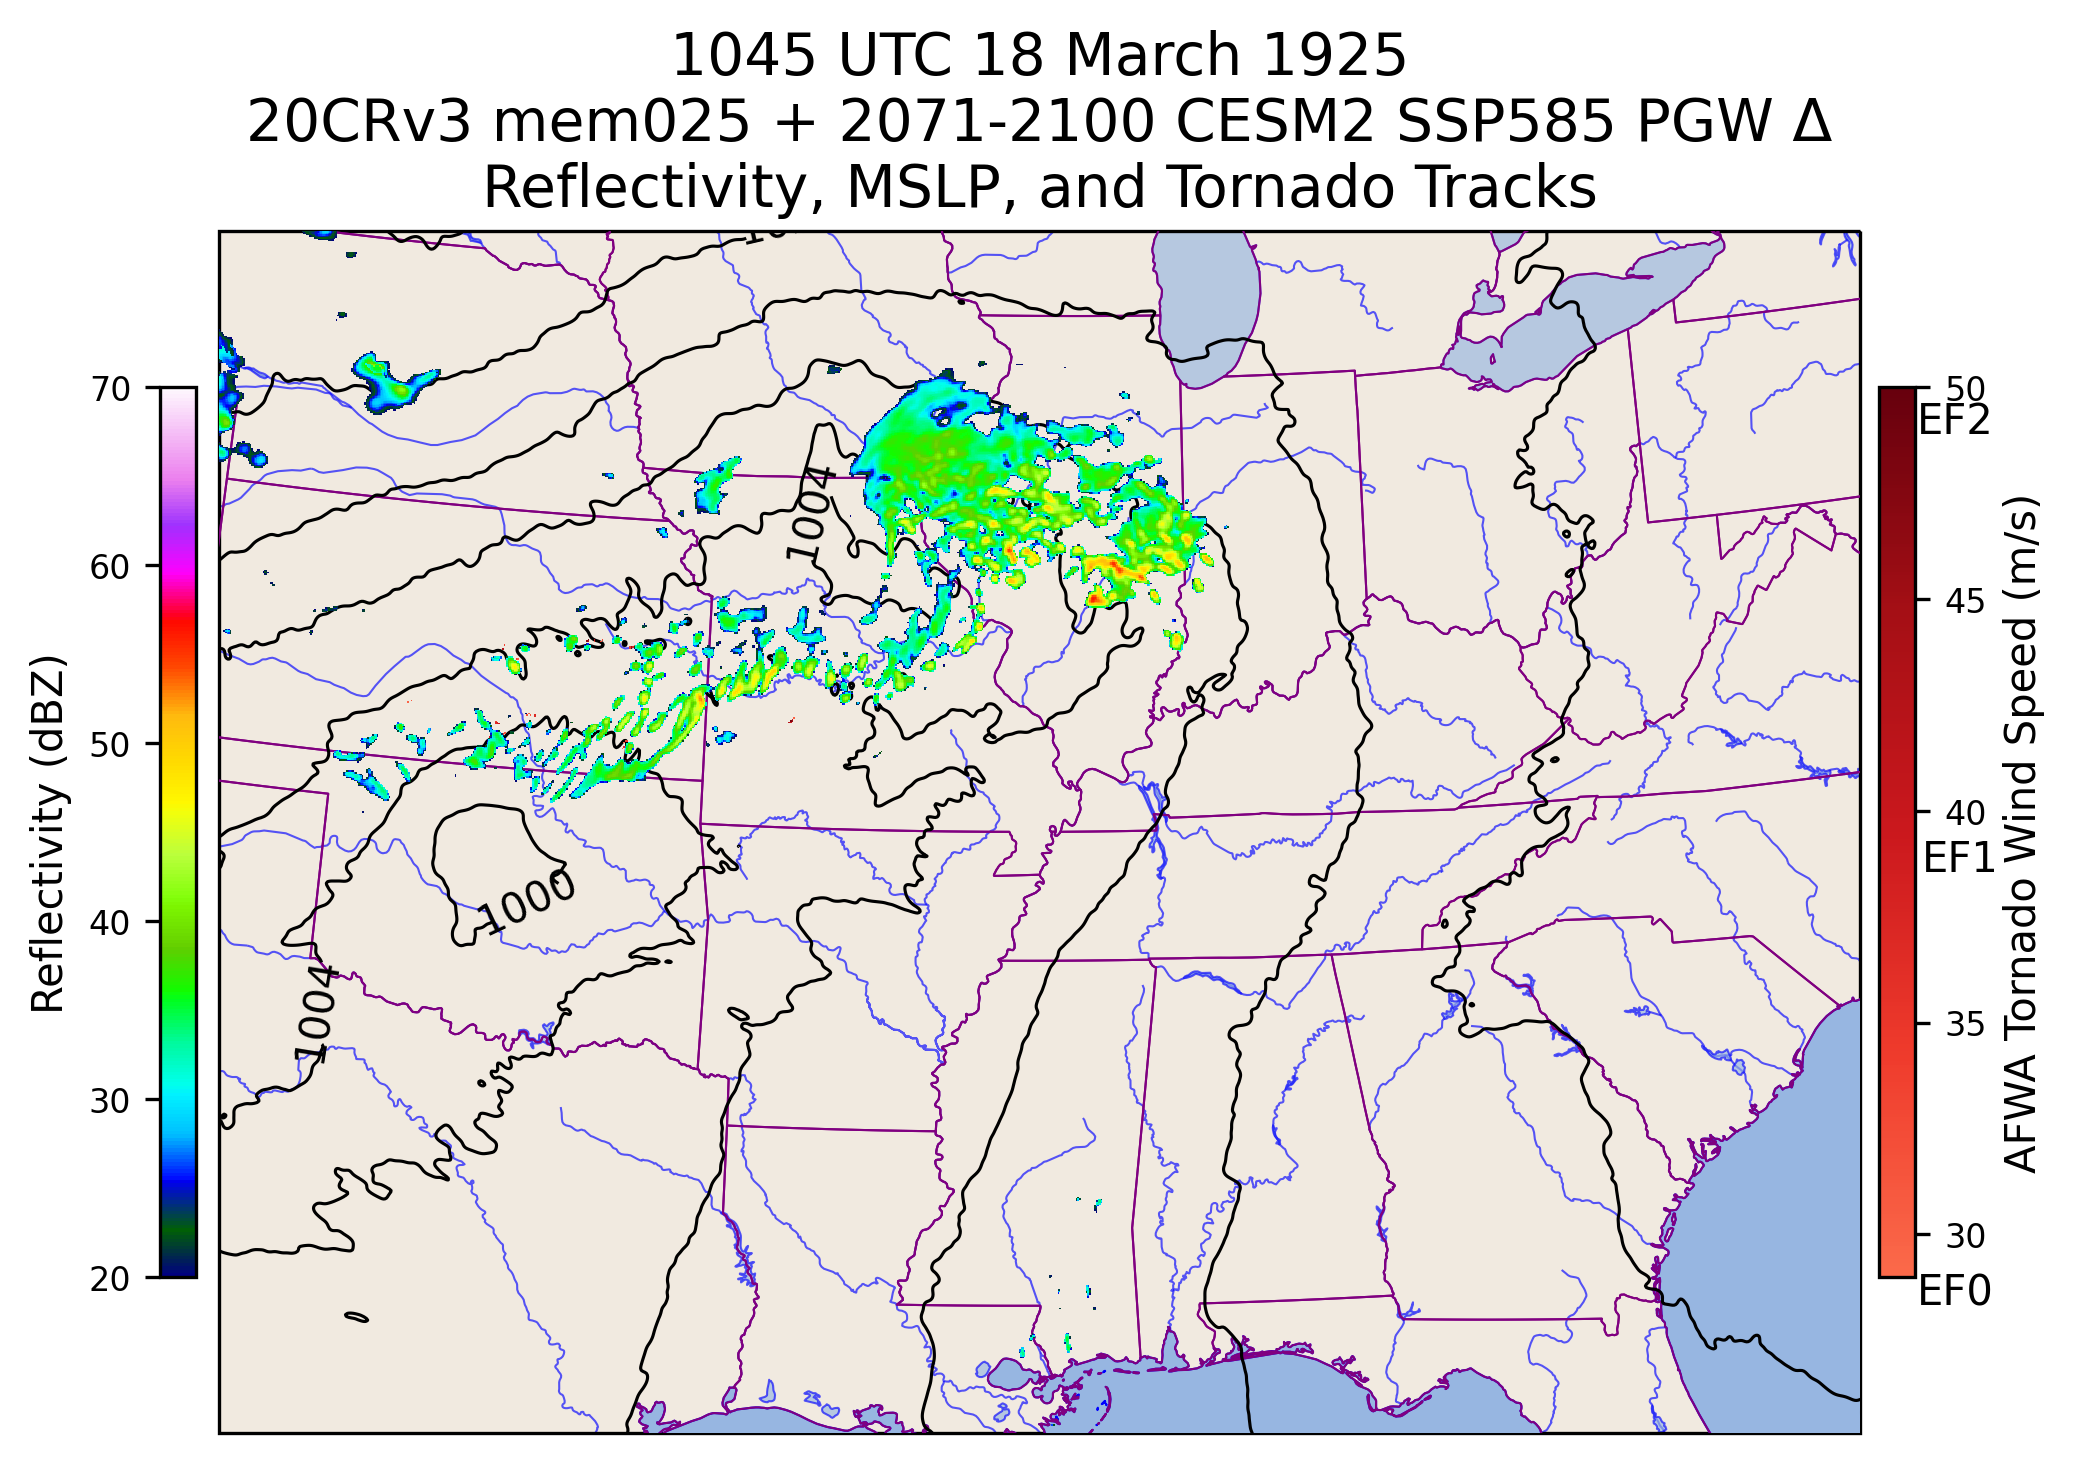 1045 UTC 18 March 1925
20CRv3 mem025 + 2071-2100 CESM2 SSP585 PGW Δ
Reflectivity, MSLP, and Tornado Tracks
Reflectivity (dBZ)
70
60
50
40
30
20
1004
1000
1004
50
EF2
45
40
EF1
35
30
EF0
AFWA Tornado Wind Speed (m/s)